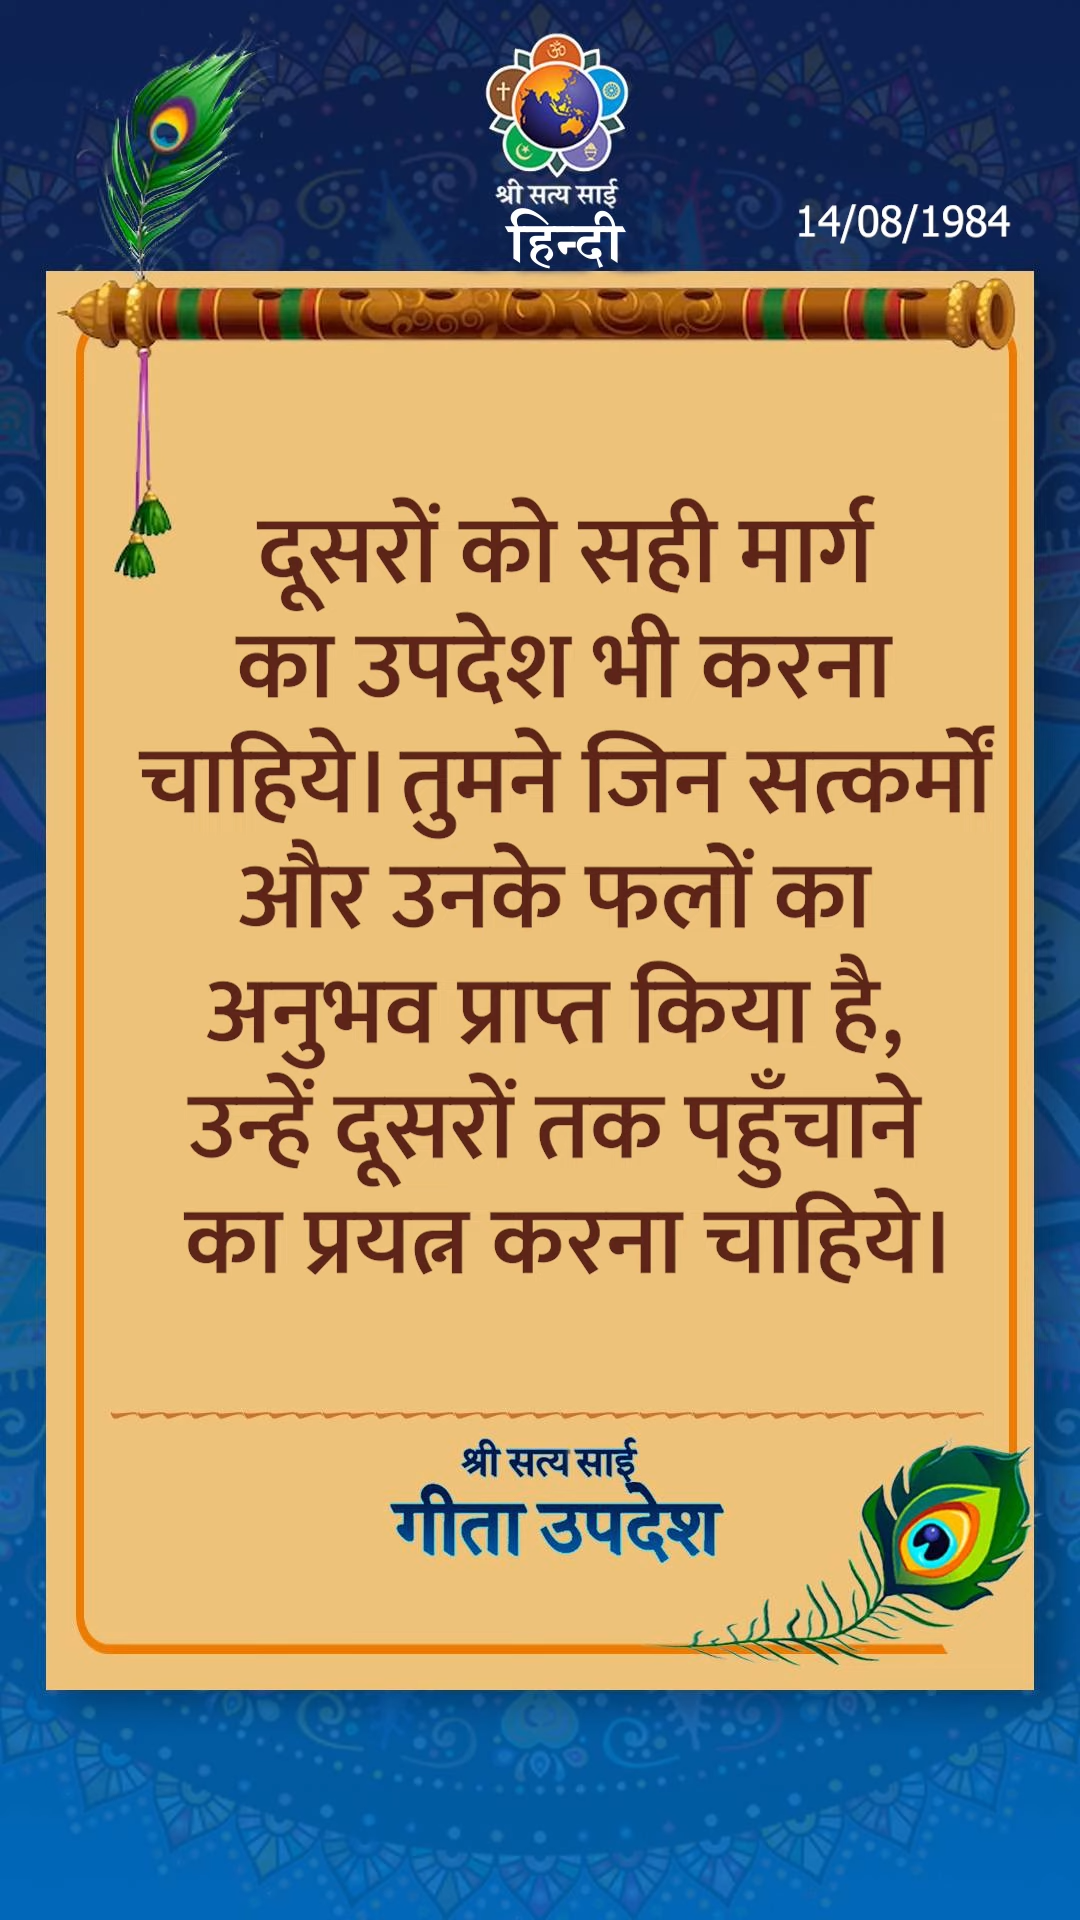 श्री सत्य साई
हिन्दी
14/08/1984
दूसरों को सही मार्ग
का उपदेश भी करना
चाहिये। तुमने जिन सत्कर्मों
और उनके फलों का
अनुभव प्राप्त किया है,
उन्हें दूसरों तक पहुँचाने
का प्रयत्न करना चाहिये।
श्री सत्य साई
गीता उपदेश